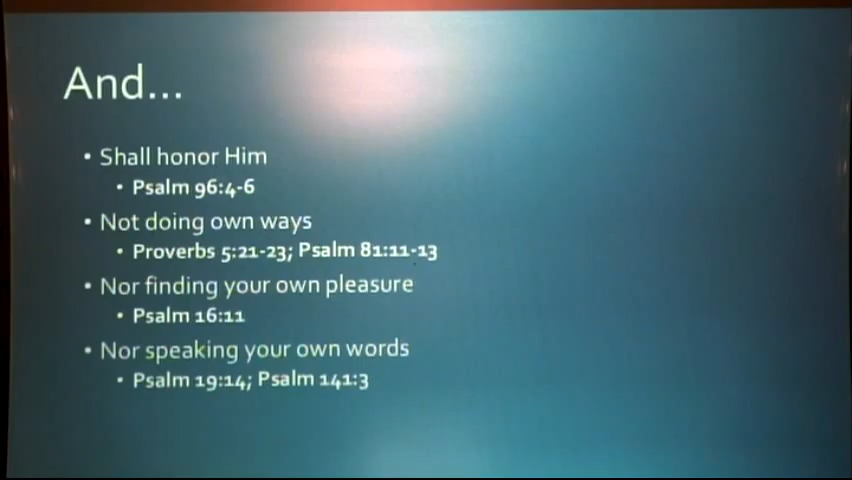 And...
• Shall honor Him
• Psalm 96:4-6
• Not doing own ways
• Proverbs 5:21-23; Psalm 81:11-13
• Nor finding your own pleasure
• Psalm 16:11
• Nor speaking your own words
• Psalm 19:14; Psalm 141:3